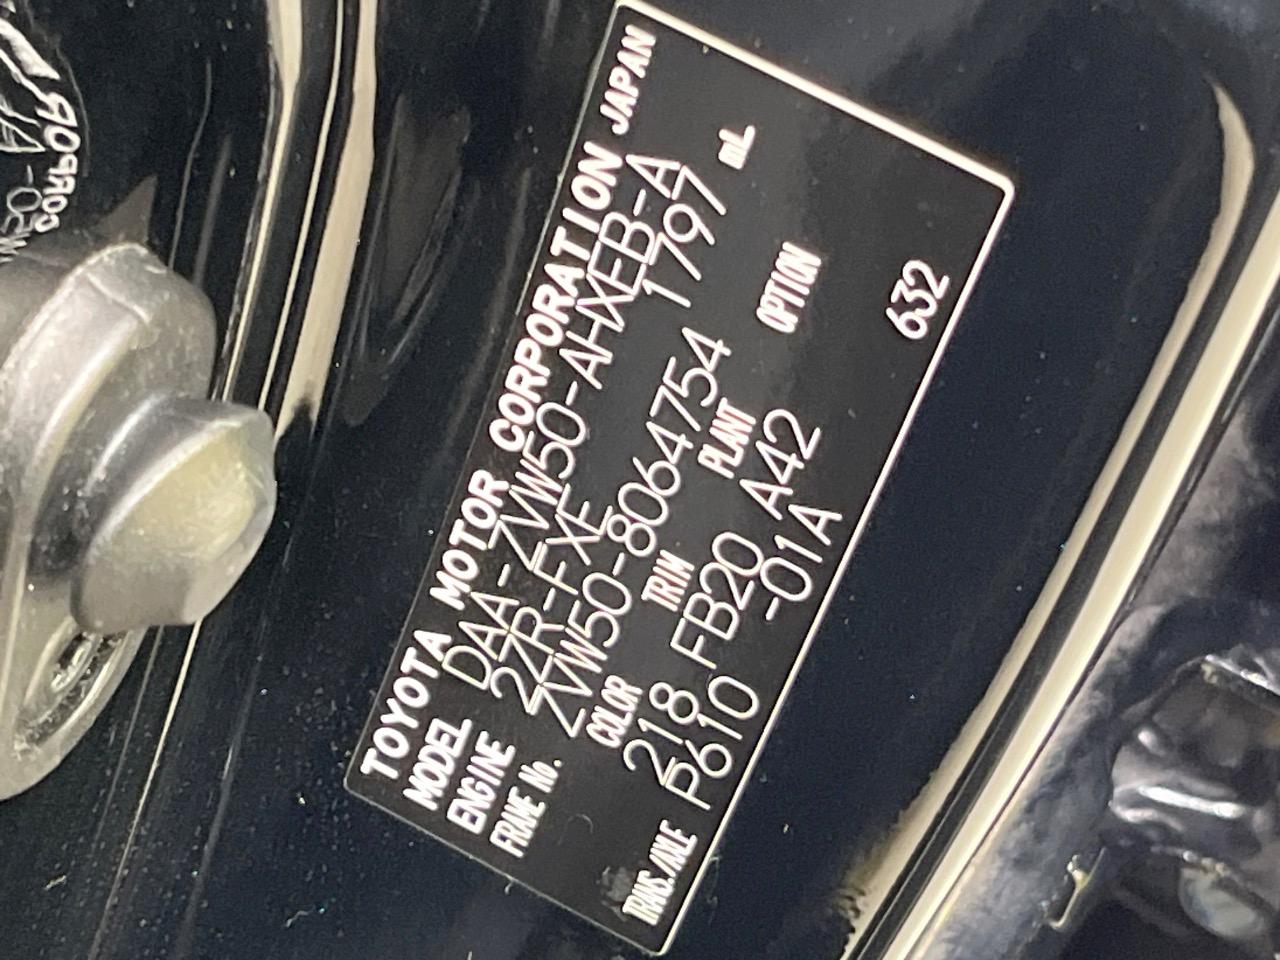 TOYOTA MOTOR CORPORATION JAPAN
MODEL DAA-ZVW50-AHXEB-A
ENGINE 2ZR-FXE 1797 mL
FRAME No. ZVW50-8064754
COLOR TRIM PLANT OPTION
218 FB20 A42 632
TRANS./AXLE P610 -01A